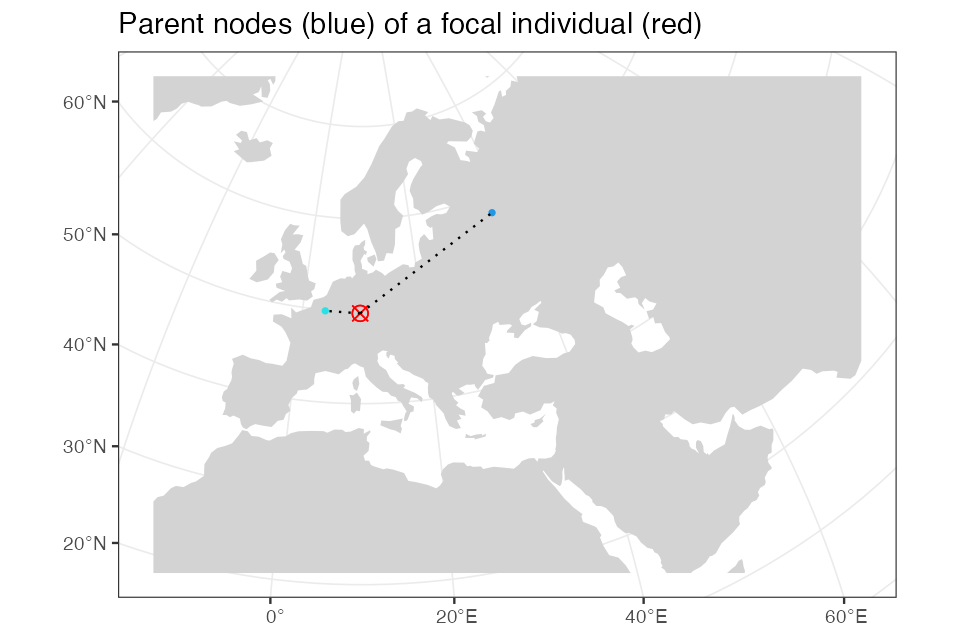 Parent nodes (blue) of a focal individual (red)
60°N
50°N
40°N
30°N
20°N
0° 20°E 40°E 60°E